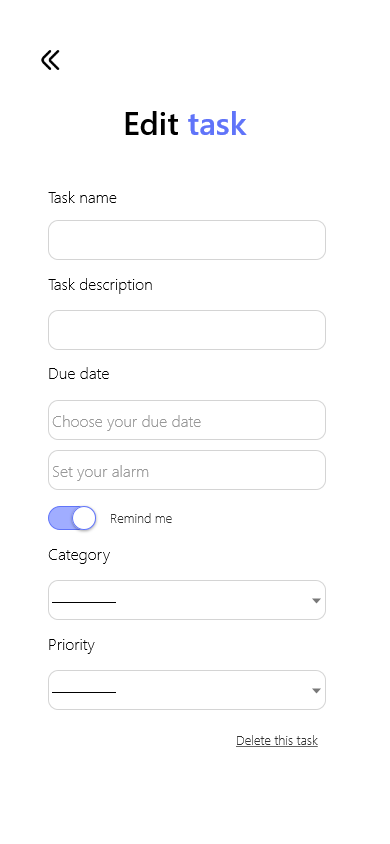 Edit task
Task name
Task description
Due date
Choose your due date
Set your alarm
Remind me
Category
Priority
Delete this task